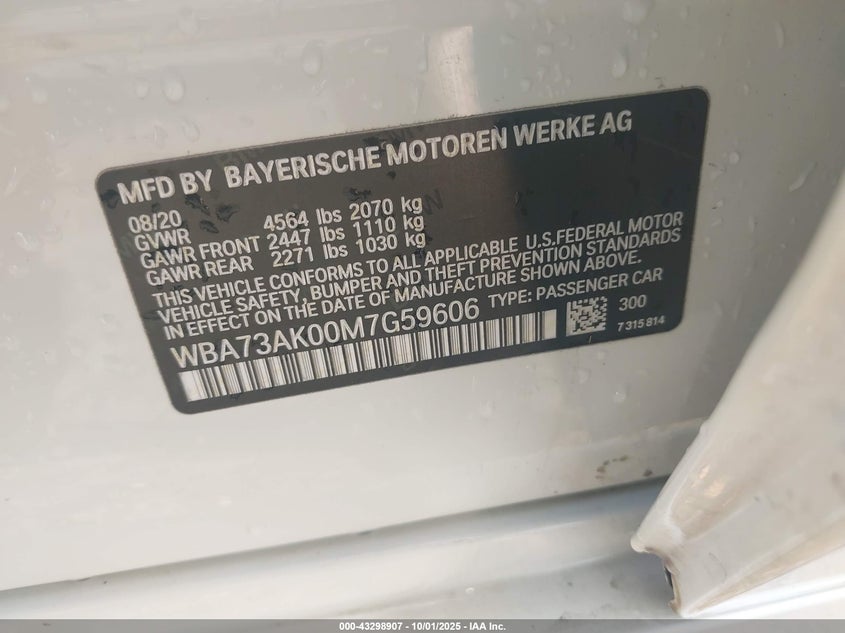 MFD BY BAYERISCHE MOTOREN WERKE AG
08/20
GVWR 4564 lbs 2070 kg
GAWR FRONT 2447 lbs 1110 kg
GAWR REAR 2271 lbs 1030 kg
THIS VEHICLE CONFORMS TO ALL APPLICABLE U.S.FEDERAL MOTOR
VEHICLE SAFETY, BUMPER AND THEFT PREVENTION STANDARDS
IN EFFECT ON THE DATE OF MANUFACTURE SHOWN ABOVE.
WBA73AK00M7G59606 TYPE: PASSENGER CAR
300
7 315 814
000-43298907 - 10/01/2025 - IAA Inc.